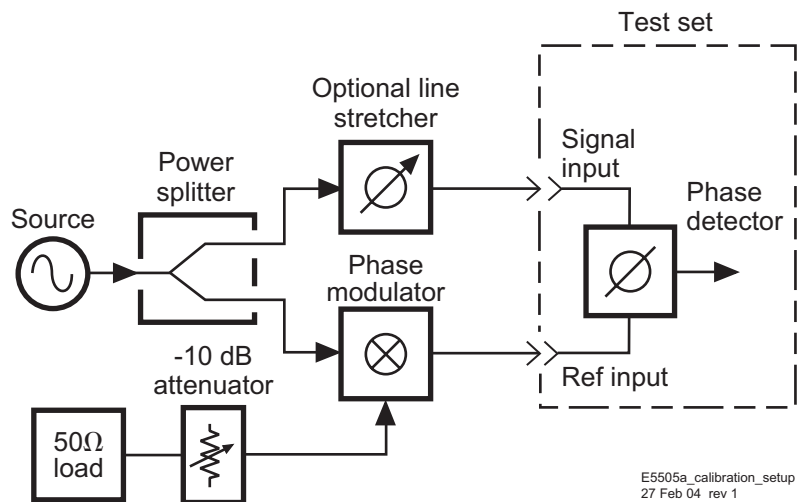 Test set
Optional line
stretcher
Signal
input
Power
splitter
Phase
detector
Source
Phase
modulator
-10 dB
attenuator
Ref input
50Ω
load
E5505a_calibration_setup
27 Feb 04 rev 1